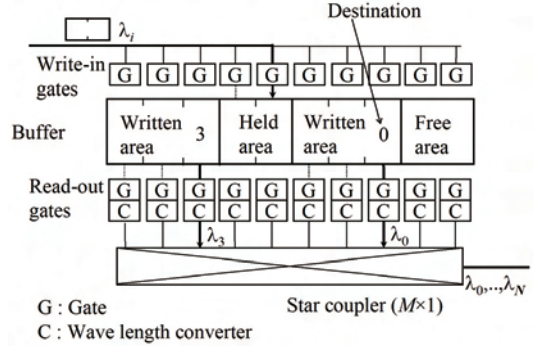 Destination
λi
Write-in
gates
G G G G G G G G G G
Buffer
Written
area
3
Held
area
Written
area
0
Free
area
Read-out
gates
G G G G G G G G G G
C C C C C C C C C C
λ3
λ0
λ0,..,λN
G : Gate
Star coupler (M×1)
C : Wave length converter